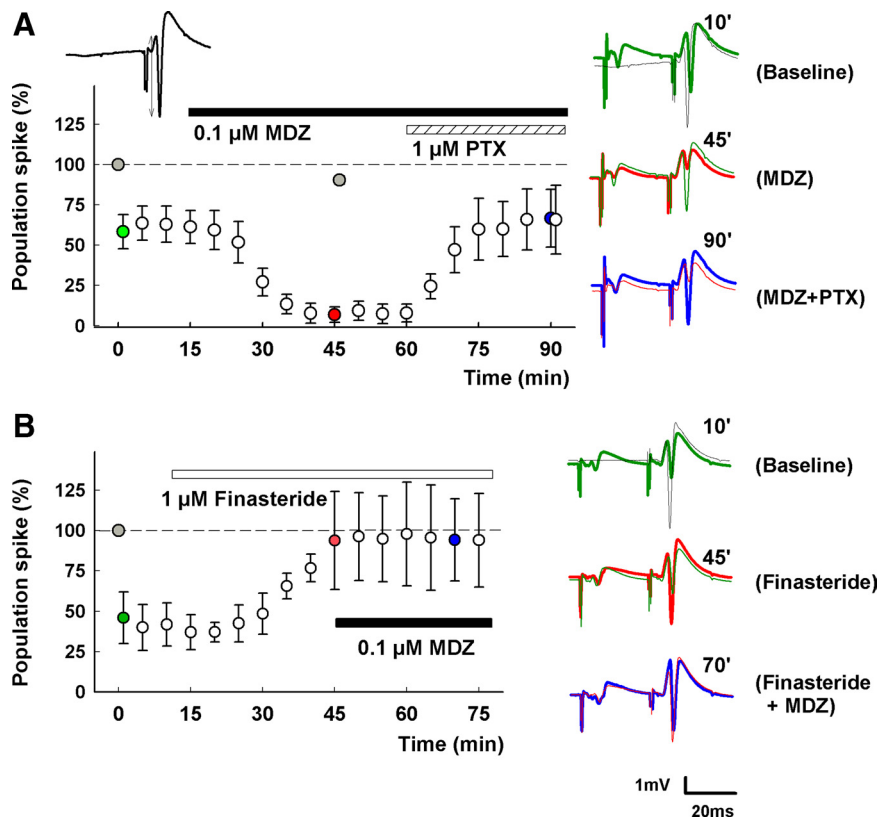 A
Population spike (%)
125
100
75
50
25
0
0.1 µM MDZ
1 µM PTX
0 15 30 45 60 75 90
Time (min)
10'
(Baseline)
45'
(MDZ)
90'
(MDZ+PTX)
B
Population spike (%)
125
100
75
50
25
0
1 µM Finasteride
0.1 µM MDZ
0 15 30 45 60 75
Time (min)
10'
(Baseline)
45'
(Finasteride)
70'
(Finasteride
+ MDZ)
1mV
20ms